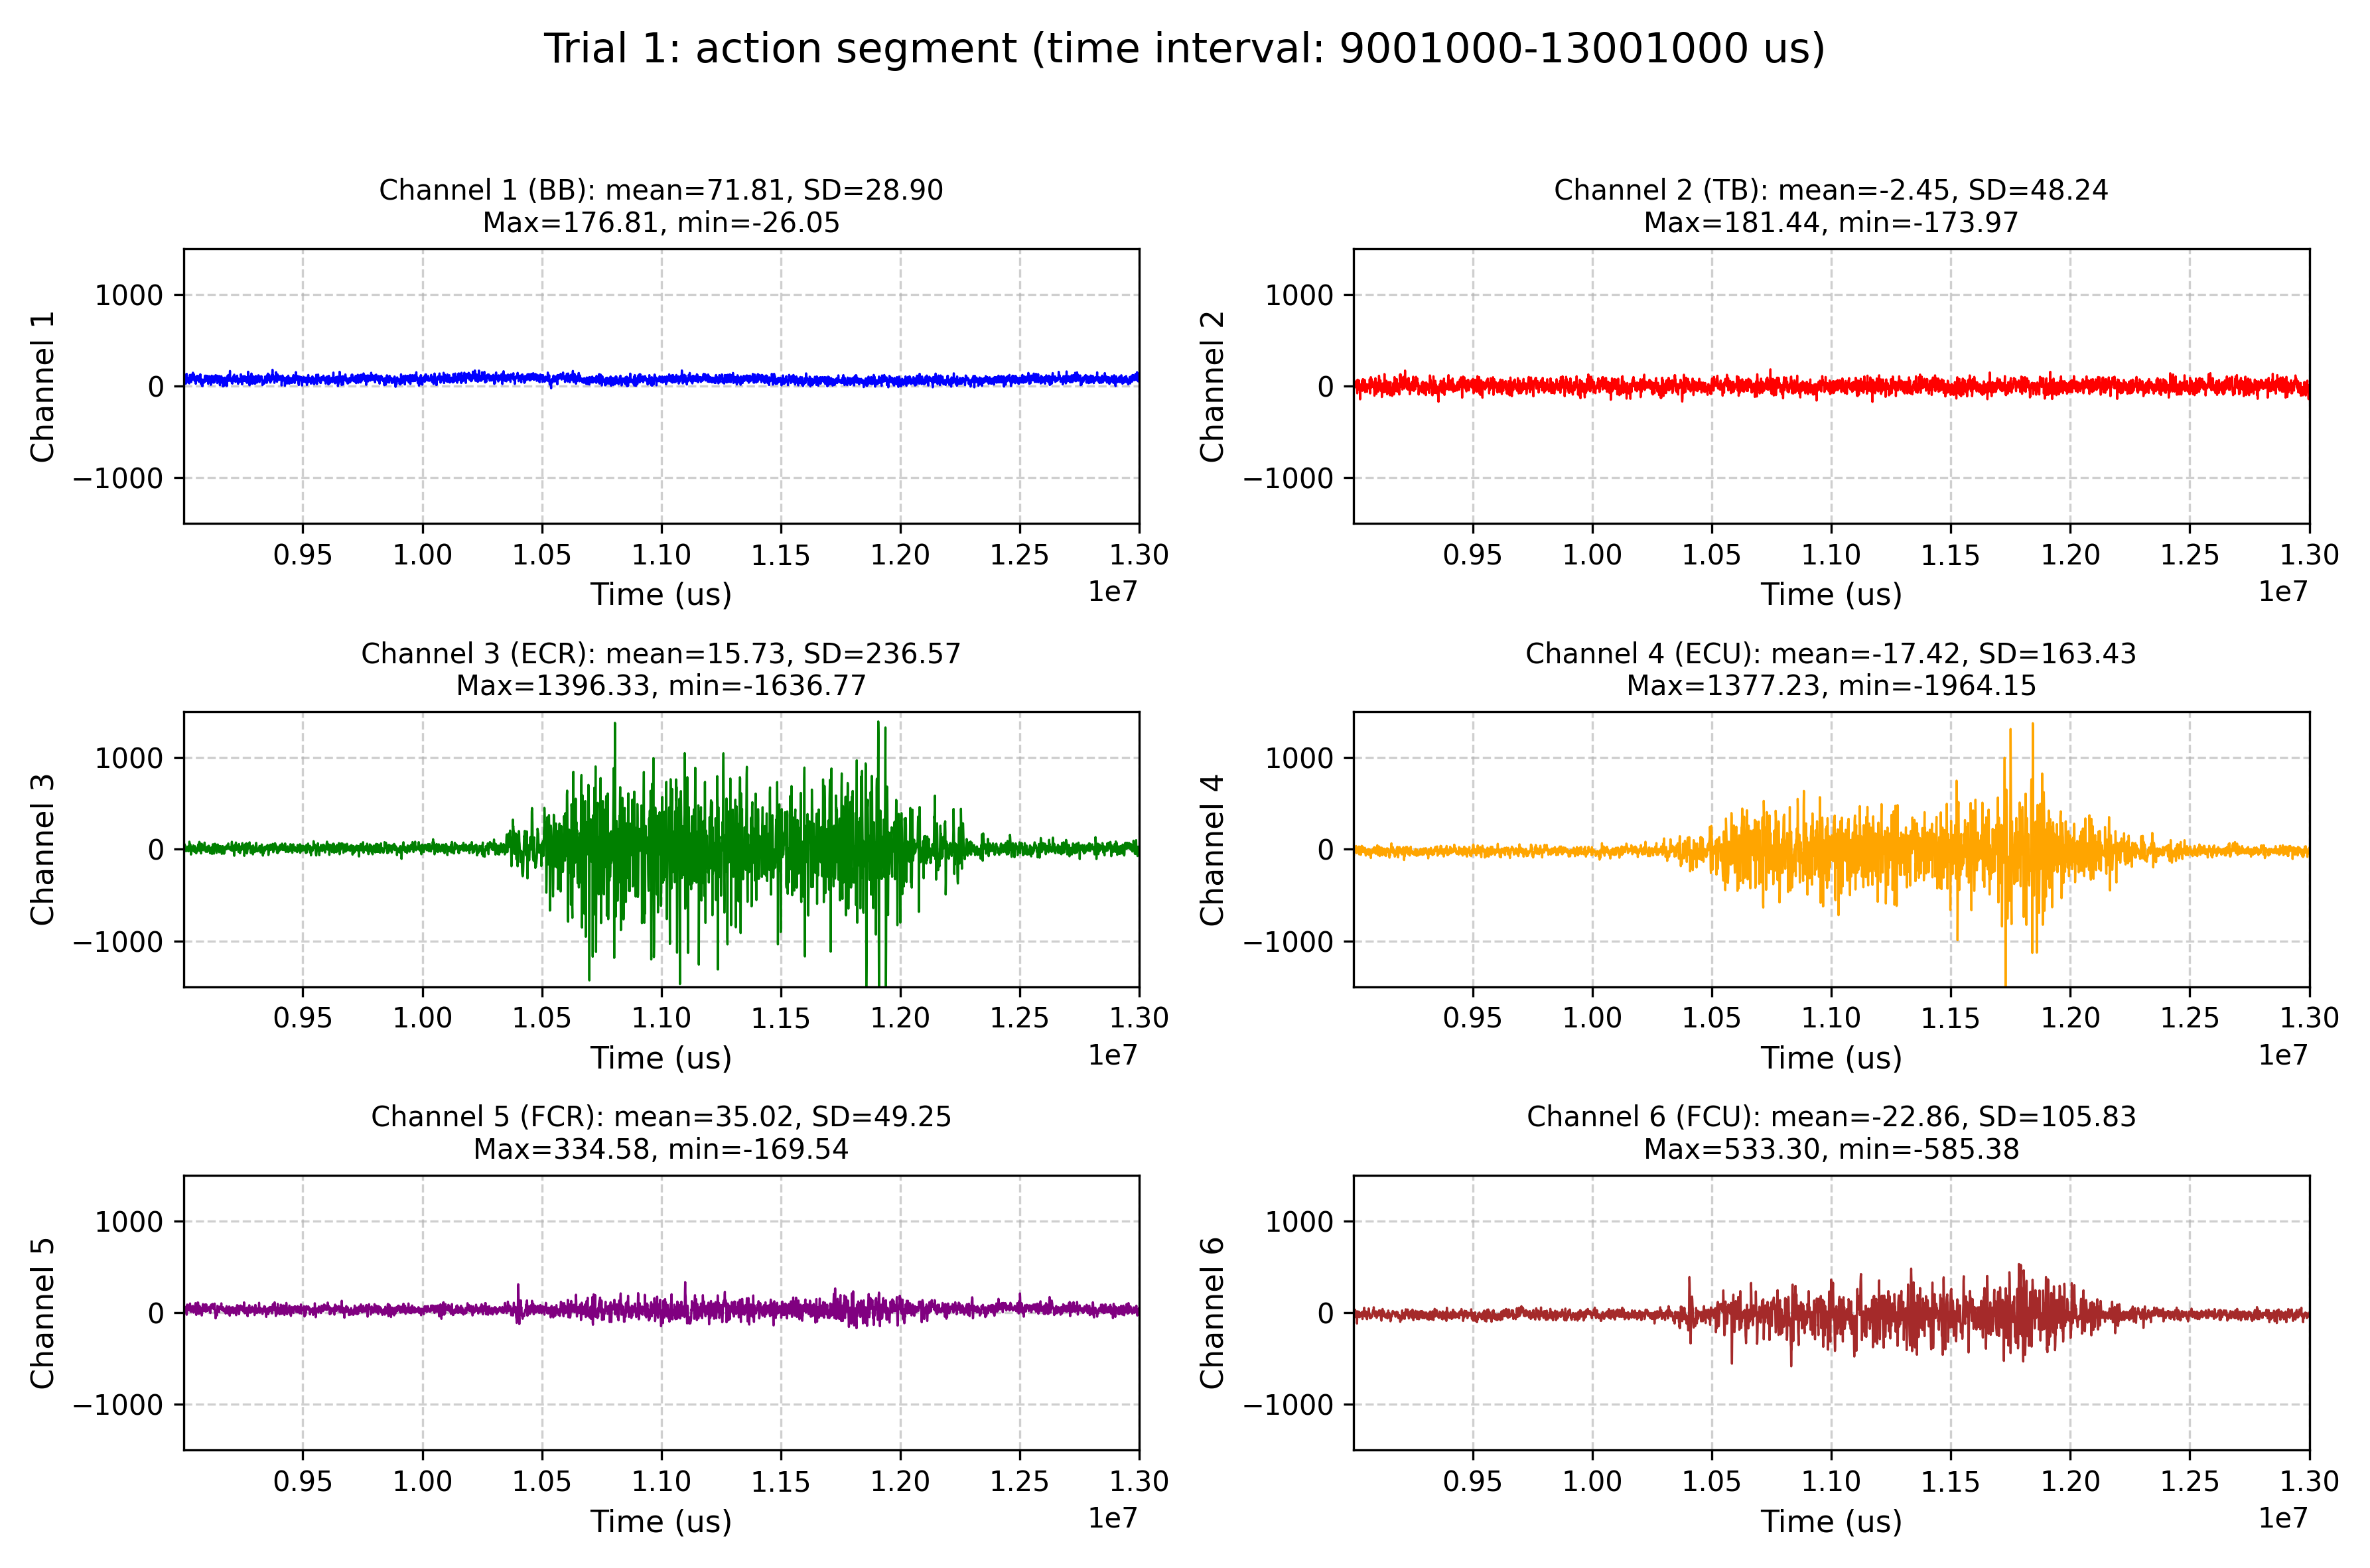 Trial 1: action segment (time interval: 9001000-13001000 us)
Channel 1 (BB): mean=71.81, SD=28.90
Max=176.81, min=-26.05
Channel 1
1000
0
−1000
0.95 1.00 1.05 1.10 1.15 1.20 1.25 1.30
Time (us)
1e7
Channel 2 (TB): mean=-2.45, SD=48.24
Max=181.44, min=-173.97
Channel 2
1000
0
−1000
0.95 1.00 1.05 1.10 1.15 1.20 1.25 1.30
Time (us)
1e7
Channel 3 (ECR): mean=15.73, SD=236.57
Max=1396.33, min=-1636.77
Channel 3
1000
0
−1000
0.95 1.00 1.05 1.10 1.15 1.20 1.25 1.30
Time (us)
1e7
Channel 4 (ECU): mean=-17.42, SD=163.43
Max=1377.23, min=-1964.15
Channel 4
1000
0
−1000
0.95 1.00 1.05 1.10 1.15 1.20 1.25 1.30
Time (us)
1e7
Channel 5 (FCR): mean=35.02, SD=49.25
Max=334.58, min=-169.54
Channel 5
1000
0
−1000
0.95 1.00 1.05 1.10 1.15 1.20 1.25 1.30
Time (us)
1e7
Channel 6 (FCU): mean=-22.86, SD=105.83
Max=533.30, min=-585.38
Channel 6
1000
0
−1000
0.95 1.00 1.05 1.10 1.15 1.20 1.25 1.30
Time (us)
1e7